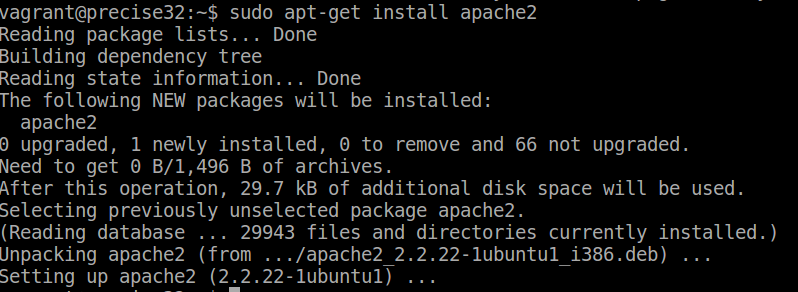 vagrant@precise32:~$ sudo apt-get install apache2
Reading package lists... Done
Building dependency tree
Reading state information... Done
The following NEW packages will be installed:
  apache2
0 upgraded, 1 newly installed, 0 to remove and 66 not upgraded.
Need to get 0 B/1,496 B of archives.
After this operation, 29.7 kB of additional disk space will be used.
Selecting previously unselected package apache2.
(Reading database ... 29943 files and directories currently installed.)
Unpacking apache2 (from .../apache2_2.2.22-1ubuntu1_i386.deb) ...
Setting up apache2 (2.2.22-1ubuntu1) ...